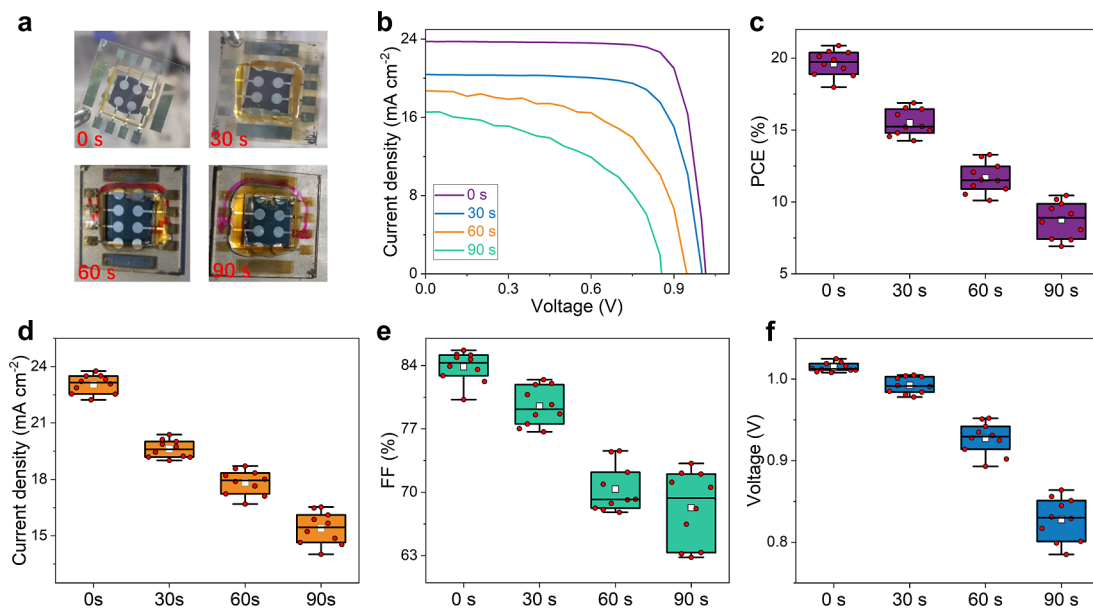 a
0 s
30 s
60 s
90 s
b
Current density (mA cm⁻²)
24
16
8
0
0 s
30 s
60 s
90 s
0.0
0.3
0.6
0.9
Voltage (V)
c
PCE (%)
20
15
10
5
0 s
30 s
60 s
90 s
d
Current density (mA cm⁻²)
24
21
18
15
0s
30s
60s
90s
e
FF (%)
84
77
70
63
0 s
30 s
60 s
90 s
f
Voltage (V)
1.0
0.9
0.8
0 s
30 s
60 s
90 s